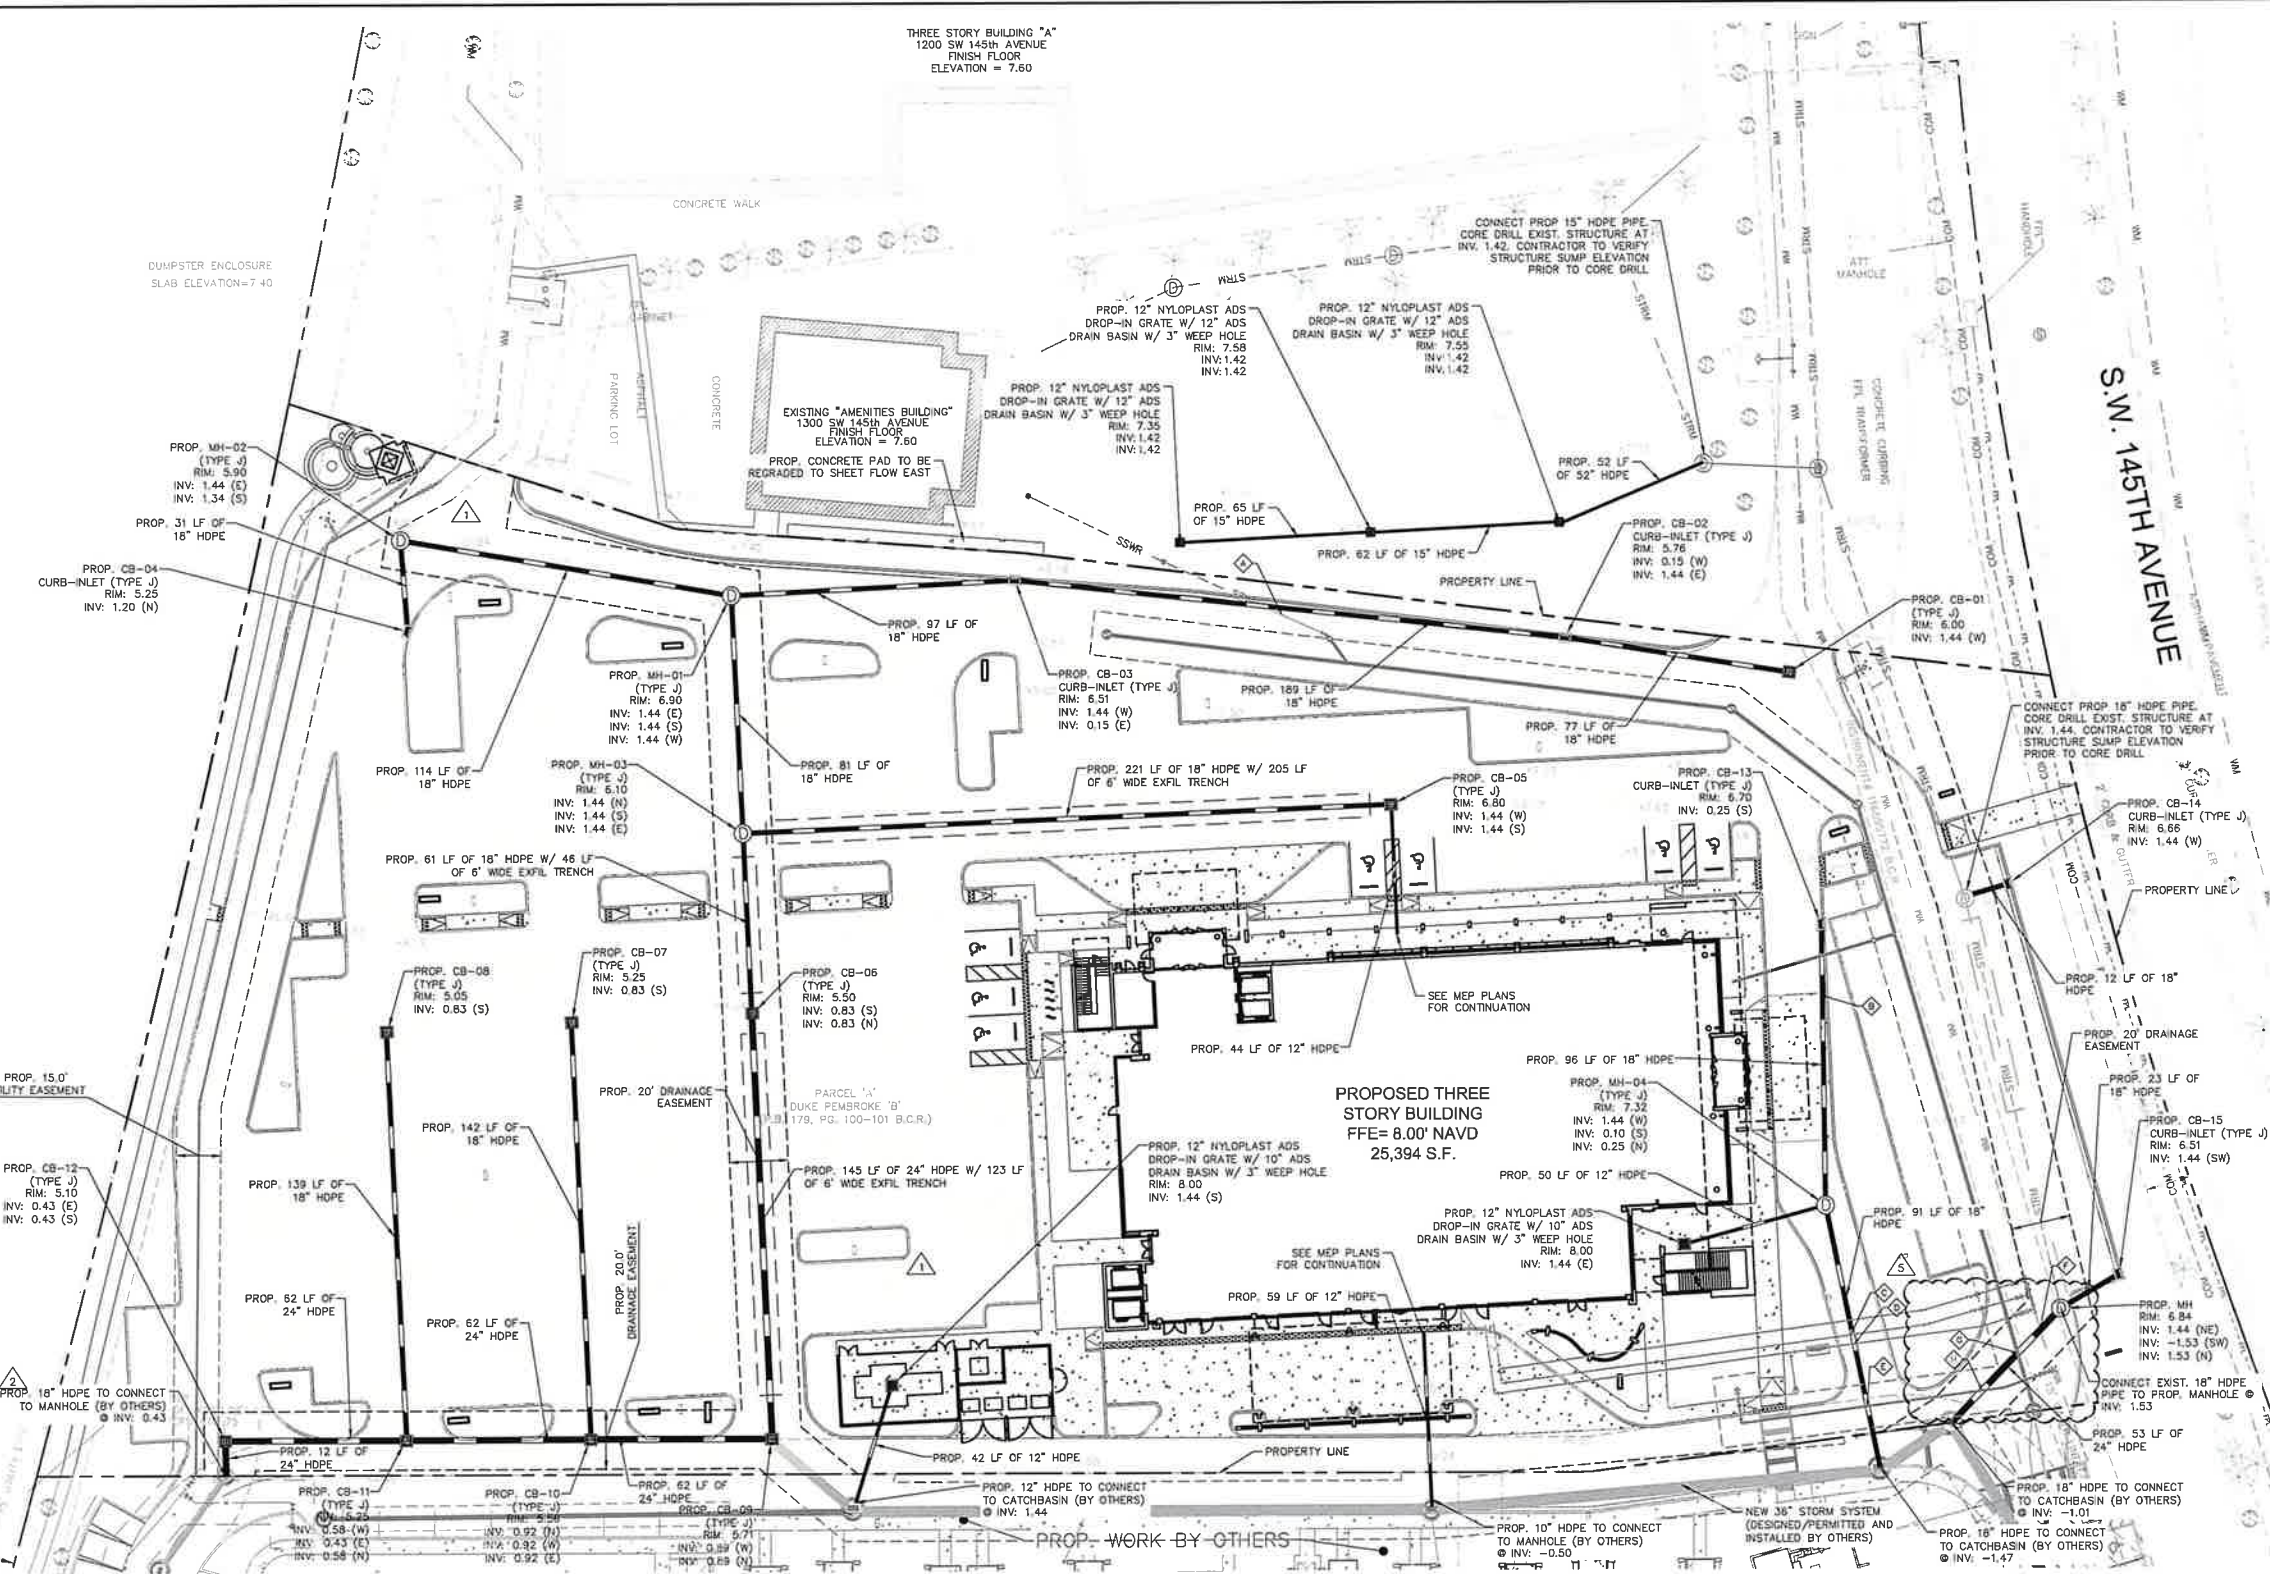 THREE STORY BUILDING "A"
1200 SW 145th AVENUE
FINISH FLOOR
ELEVATION = 7.60
CONCRETE WALK
DUMPSTER ENCLOSURE
SLAB ELEVATION=7.40
CONNECT PROP 15" HDPE PIPE.
CORE DRILL EXIST. STRUCTURE AT
INV. 1.42. CONTRACTOR TO VERIFY
STRUCTURE SUMP ELEVATION
PRIOR TO CORE DRILL
ATT
MANHOLE
FPL
HANDHOLE
PROP. 12" NYLOPLAST ADS
DROP-IN GRATE W/ 12" ADS
DRAIN BASIN W/ 3" WEEP HOLE
RIM: 7.58
INV: 1.42
INV: 1.42
PROP. 12" NYLOPLAST ADS
DROP-IN GRATE W/ 12" ADS
DRAIN BASIN W/ 3" WEEP HOLE
RIM: 7.55
INV: 1.42
INV: 1.42
PROP. 12" NYLOPLAST ADS
DROP-IN GRATE W/ 12" ADS
DRAIN BASIN W/ 3" WEEP HOLE
RIM: 7.35
INV: 1.42
INV: 1.42
ASPHALT
PARKING LOT
CONCRETE
EXISTING "AMENITIES BUILDING"
1300 SW 145th AVENUE
FINISH FLOOR
ELEVATION = 7.60
PROP. CONCRETE PAD TO BE
REGRADED TO SHEET FLOW EAST
CONCRETE CURBING
FPL TRANSFORMER
S.W. 145TH AVENUE
PROP. MH-02
(TYPE J)
RIM: 5.90
INV: 1.44 (E)
INV: 1.34 (S)
PROP. 31 LF OF
18" HDPE
PROP. CB-04
CURB-INLET (TYPE J)
RIM: 5.25
INV: 1.20 (N)
1
SSWR
PROP. 65 LF
OF 15" HDPE
PROP. 62 LF OF 15" HDPE
PROP. 52 LF
OF 52" HDPE
PROP. CB-02
CURB-INLET (TYPE J)
RIM: 5.76
INV: 0.15 (W)
INV: 1.44 (E)
A
PROPERTY LINE
PROP. CB-01
(TYPE J)
RIM: 6.00
INV: 1.44 (W)
PROP. 97 LF OF
18" HDPE
PROP. MH-01
(TYPE J)
RIM: 6.90
INV: 1.44 (E)
INV: 1.44 (S)
INV: 1.44 (W)
PROP. CB-03
CURB-INLET (TYPE J)
RIM: 6.51
INV: 1.44 (W)
INV: 0.15 (E)
PROP. 189 LF OF
18" HDPE
PROP. 77 LF OF
18" HDPE
CONNECT PROP 18" HDPE PIPE.
CORE DRILL EXIST. STRUCTURE AT
INV. 1.44. CONTRACTOR TO VERIFY
STRUCTURE SUMP ELEVATION
PRIOR TO CORE DRILL
PROP. 114 LF OF
18" HDPE
PROP. MH-03
(TYPE J)
RIM: 6.10
INV: 1.44 (N)
INV: 1.44 (S)
INV: 1.44 (E)
PROP. 81 LF OF
18" HDPE
PROP. 221 LF OF 18" HDPE W/ 205 LF
OF 6' WIDE EXFIL TRENCH
PROP. CB-05
(TYPE J)
RIM: 6.80
INV: 1.44 (W)
INV: 1.44 (S)
PROP. CB-13
CURB-INLET (TYPE J)
RIM: 6.70
INV: 0.25 (S)
PROP. CB-14
CURB-INLET (TYPE J)
RIM: 6.66
INV: 1.44 (W)
PROP. 61 LF OF 18" HDPE W/ 46 LF
OF 6' WIDE EXFIL TRENCH
PROPERTY LINE
PROP. CB-08
(TYPE J)
RIM: 5.05
INV: 0.83 (S)
PROP. CB-07
(TYPE J)
RIM: 5.25
INV: 0.83 (S)
PROP. CB-06
(TYPE J)
RIM: 5.50
INV: 0.83 (S)
INV: 0.83 (N)
SEE MEP PLANS
FOR CONTINUATION
PROP. 12 LF OF 18"
HDPE
B
PROP. 44 LF OF 12" HDPE
PROP. 96 LF OF 18" HDPE
PROP. 20' DRAINAGE
EASEMENT
PROP. 15.0'
ILITY EASEMENT
PROP. 20' DRAINAGE
EASEMENT
PARCEL 'A'
DUKE PEMBROKE 'B'
(P.B. 179, PG. 100-101 B.C.R.)
PROPOSED THREE
STORY BUILDING
FFE= 8.00' NAVD
25,394 S.F.
PROP. MH-04
(TYPE J)
RIM: 7.32
INV: 1.44 (W)
INV: 0.10 (S)
INV: 0.25 (N)
PROP. 23 LF OF
18" HDPE
PROP. CB-15
CURB-INLET (TYPE J)
RIM: 6.51
INV: 1.44 (SW)
PROP. 142 LF OF
18" HDPE
PROP. 12" NYLOPLAST ADS
DROP-IN GRATE W/ 10" ADS
DRAIN BASIN W/ 3" WEEP HOLE
RIM: 8.00
INV: 1.44 (S)
PROP. CB-12
(TYPE J)
RIM: 5.10
INV: 0.43 (E)
INV: 0.43 (S)
PROP. 139 LF OF
18" HDPE
PROP. 145 LF OF 24" HDPE W/ 123 LF
OF 6' WIDE EXFIL TRENCH
PROP. 50 LF OF 12" HDPE
PROP. 12" NYLOPLAST ADS
DROP-IN GRATE W/ 10" ADS
DRAIN BASIN W/ 3" WEEP HOLE
RIM: 8.00
INV: 1.44 (E)
PROP. 91 LF OF 18"
HDPE
PROP. 20.0'
DRAINAGE EASEMENT
1
SEE MEP PLANS
FOR CONTINUATION
5
PROP. 62 LF OF
24" HDPE
PROP. 62 LF OF
24" HDPE
PROP. 59 LF OF 12" HDPE
C
D
E
F
G
PROP. MH
RIM: 6.84
INV: 1.44 (NE)
INV: -1.53 (SW)
INV: 1.53 (N)
2
PROP. 18" HDPE TO CONNECT
TO MANHOLE (BY OTHERS)
@ INV: 0.43
CONNECT EXIST. 18" HDPE
PIPE TO PROP. MANHOLE @
INV: 1.53
PROP. 12 LF OF
24" HDPE
PROP. 42 LF OF 12" HDPE
PROPERTY LINE
PROP. 53 LF OF
24" HDPE
PROP. CB-11
(TYPE J)
RIM: 5.25
INV: 0.58 (W)
INV: 0.43 (E)
INV: 0.58 (N)
PROP. CB-10
(TYPE J)
RIM: 5.58
INV: 0.92 (N)
INV: 0.92 (W)
INV: 0.92 (E)
PROP. 62 LF OF
24" HDPE
PROP. CB-09
(TYPE J)
RIM: 5.71
INV: 0.89 (W)
INV: 0.89 (N)
PROP. 12" HDPE TO CONNECT
TO CATCHBASIN (BY OTHERS)
@ INV: 1.44
PROP. WORK BY OTHERS
PROP. 10" HDPE TO CONNECT
TO MANHOLE (BY OTHERS)
@ INV: -0.50
NEW 36" STORM SYSTEM
(DESIGNED/PERMITTED AND
INSTALLED BY OTHERS)
PROP. 18" HDPE TO CONNECT
TO CATCHBASIN (BY OTHERS)
@ INV: -1.47
PROP. 18" HDPE TO CONNECT
TO CATCHBASIN (BY OTHERS)
@ INV: -1.01